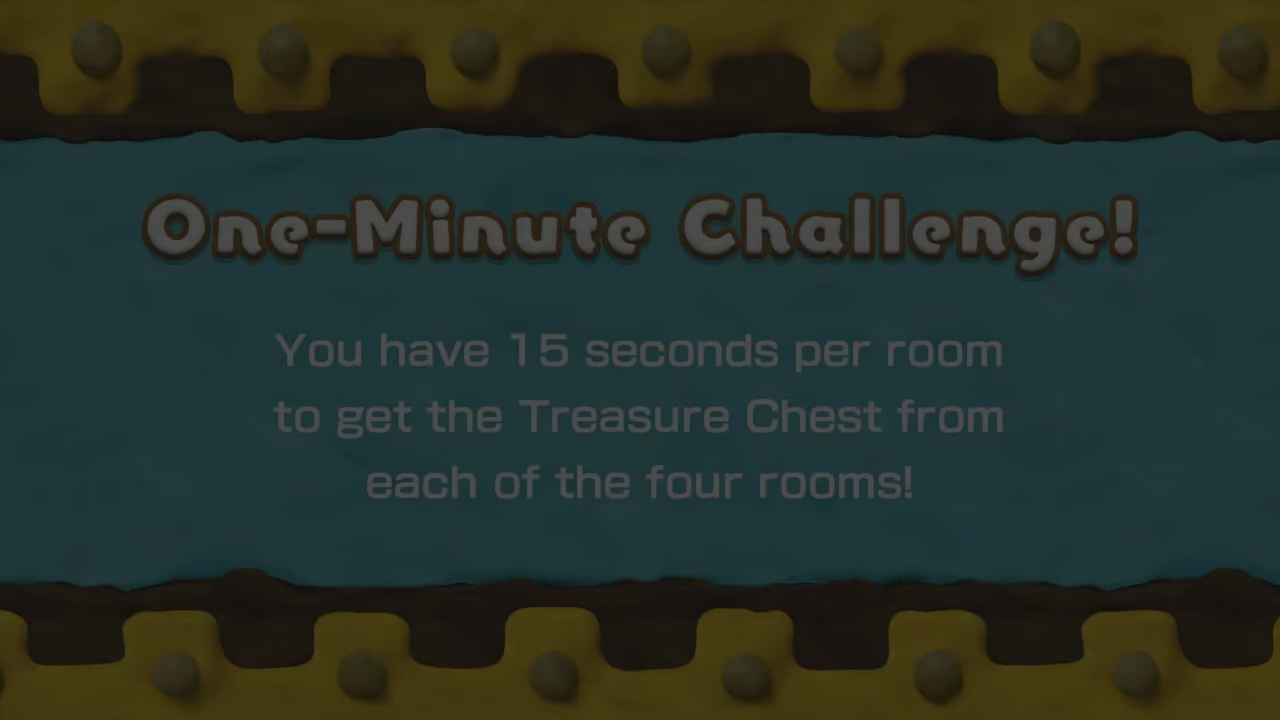 One-Minute Challenge!
You have 15 seconds per room
to get the Treasure Chest from
each of the four rooms!